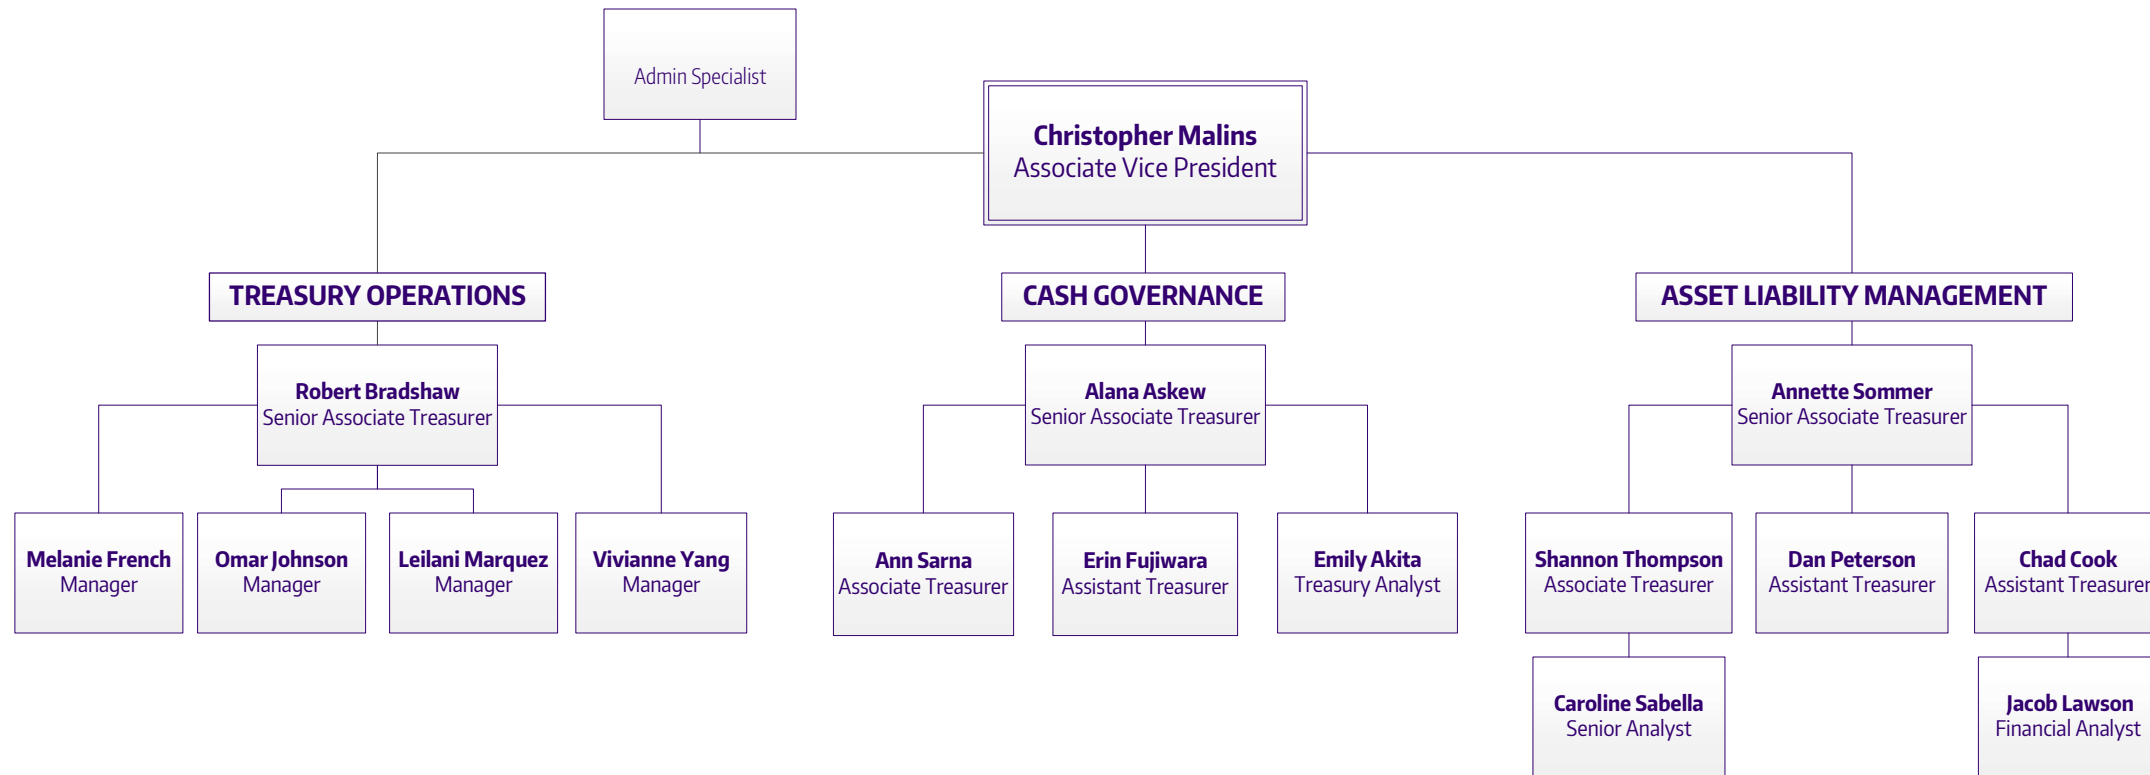 Admin Specialist
Christopher Malins
Associate Vice President
TREASURY OPERATIONS
CASH GOVERNANCE
ASSET LIABILITY MANAGEMENT
Robert Bradshaw
Senior Associate Treasurer
Alana Askew
Senior Associate Treasurer
Annette Sommer
Senior Associate Treasurer
Melanie French
Manager
Omar Johnson
Manager
Leilani Marquez
Manager
Vivianne Yang
Manager
Ann Sarna
Associate Treasurer
Erin Fujiwara
Assistant Treasurer
Emily Akita
Treasury Analyst
Shannon Thompson
Associate Treasurer
Dan Peterson
Assistant Treasurer
Chad Cook
Assistant Treasurer
Caroline Sabella
Senior Analyst
Jacob Lawson
Financial Analyst